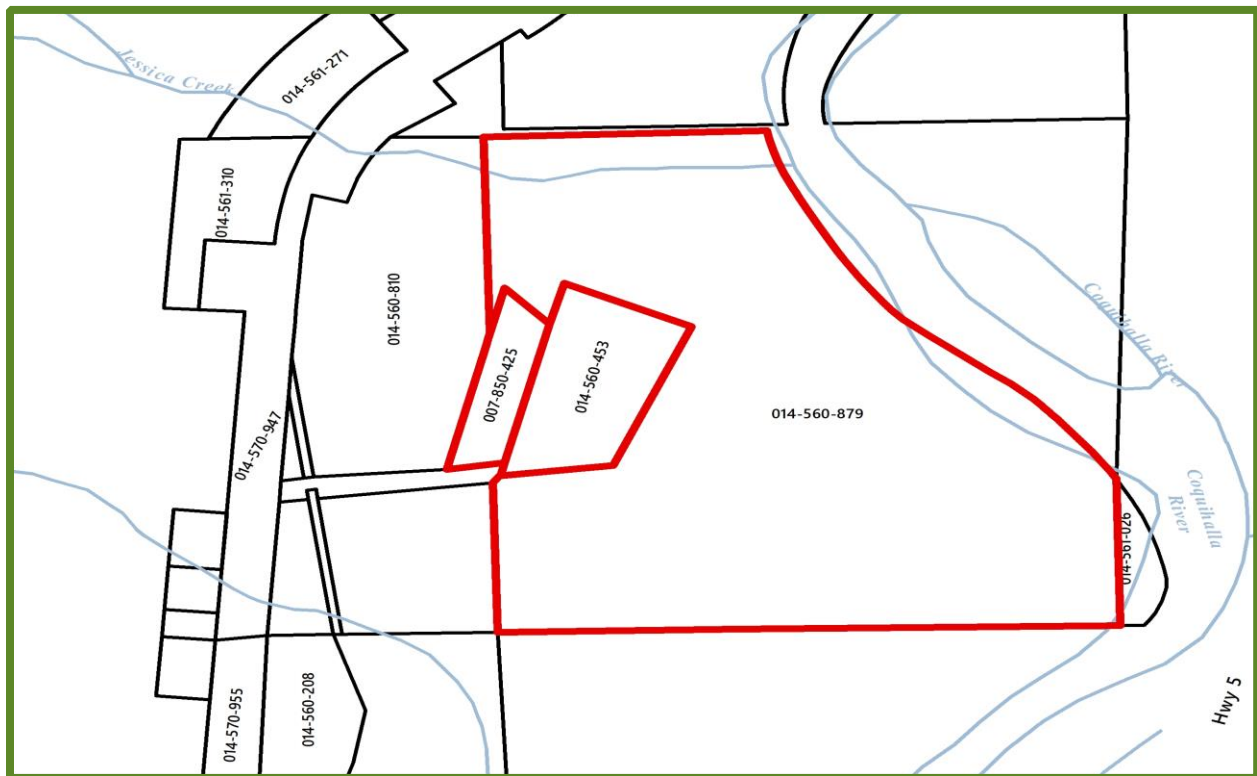 Jessica Creek
014-561-271
014-561-310
014-560-810
007-850-425
014-560-453
014-560-879
Coquihalla River
014-570-947
Coquihalla
River
014-561-026
014-570-955
014-560-208
Hwy 5